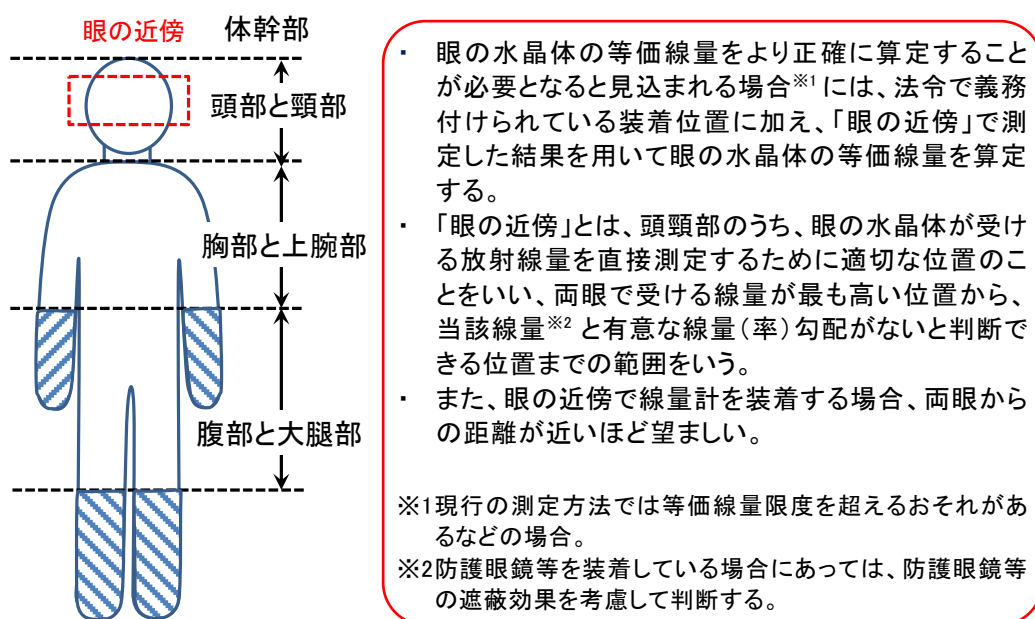 眼の近傍 体幹部
頭部と頸部
胸部と上腕部
腹部と大腿部
・ 眼の水晶体の等価線量をより正確に算定すること
が必要となると見込まれる場合※1 には、法令で義務
付けられている装着位置に加え、「眼の近傍」で測
定した結果を用いて眼の水晶体の等価線量を算定
する。
・ 「眼の近傍」とは、頭頸部のうち、眼の水晶体が受け
る放射線量を直接測定するために適切な位置のこ
とをいい、両眼で受ける線量が最も高い位置から、
当該線量※2 と有意な線量(率)勾配がないと判断で
きる位置までの範囲をいう。
・ また、眼の近傍で線量計を装着する場合、両眼から
の距離が近いほど望ましい。
※1現行の測定方法では等価線量限度を超えるおそれがあ
るなどの場合。
※2防護眼鏡等を装着している場合にあっては、防護眼鏡等
の遮蔽効果を考慮して判断する。